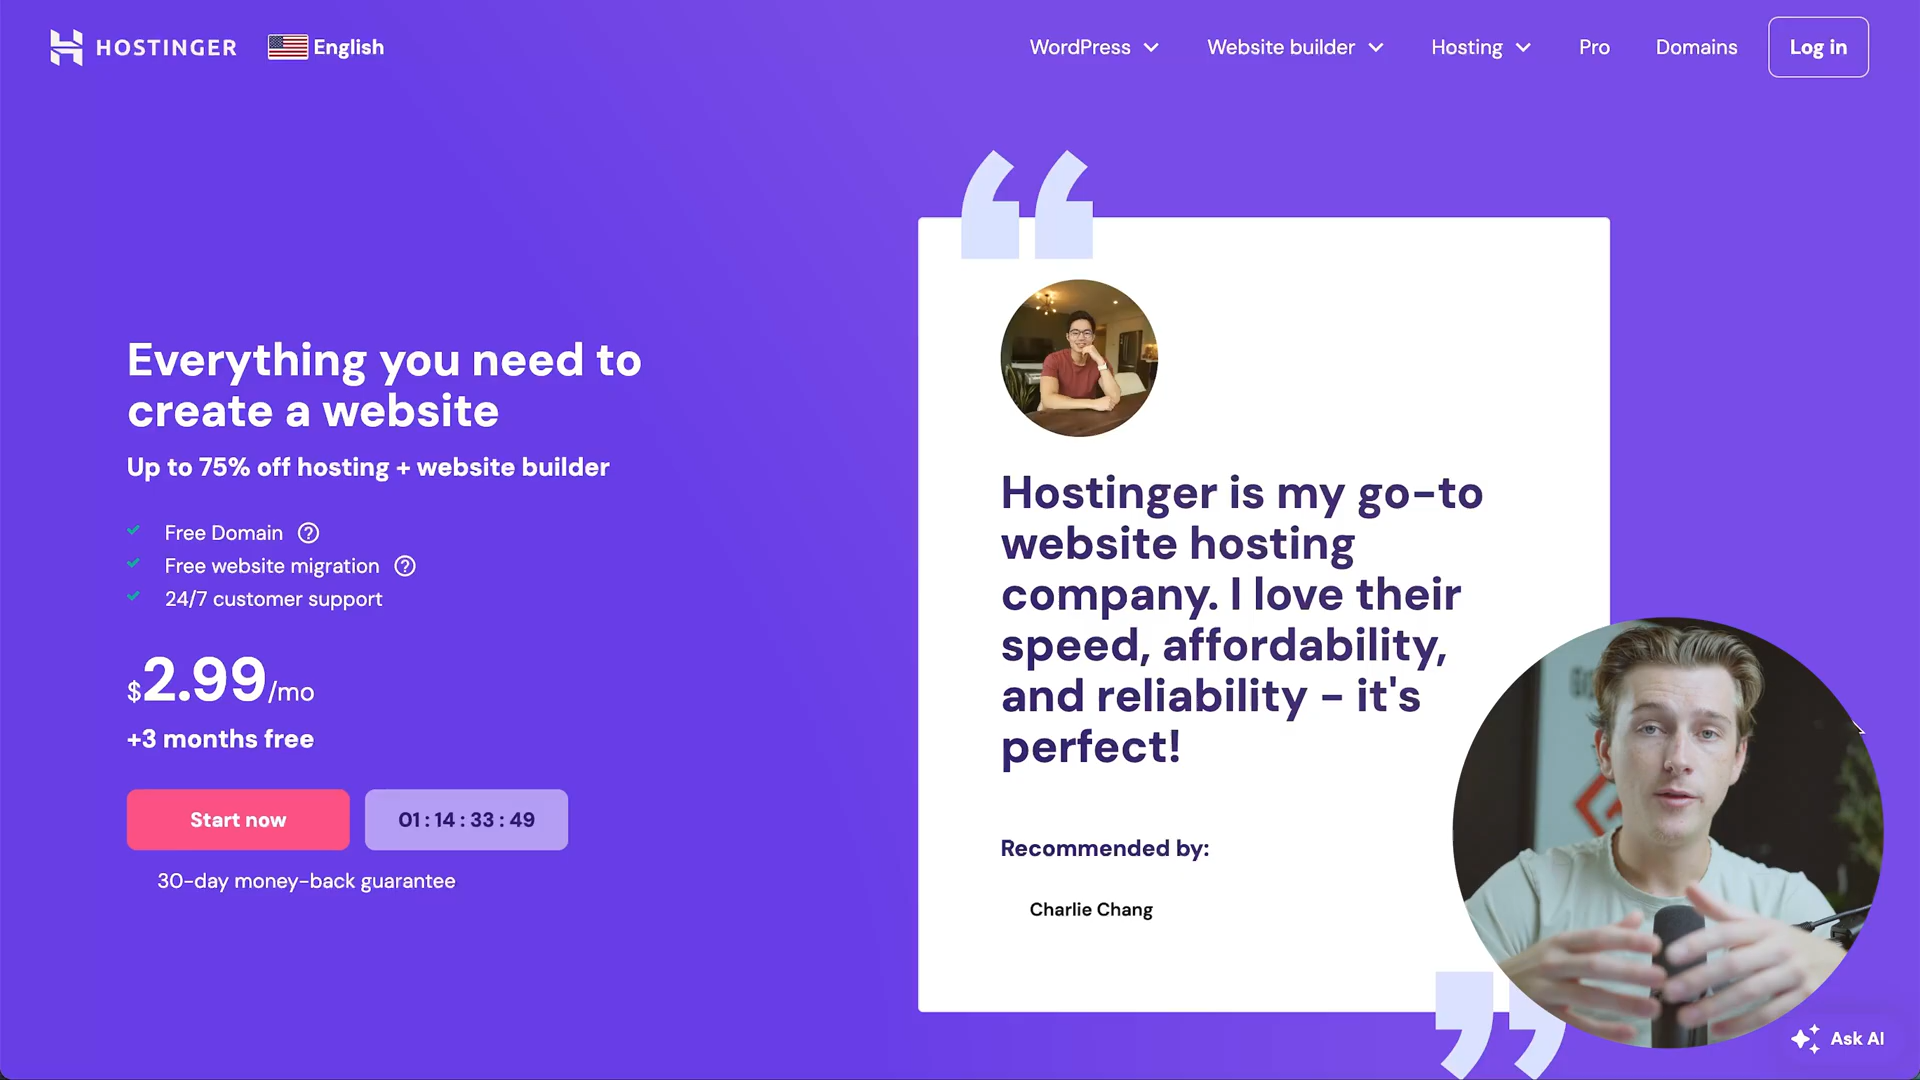 HOSTINGER
English
WordPress
Website builder
Hosting
Pro
Domains
Log in
Everything you need to
create a website
Up to 75% off hosting + website builder
Free Domain
Free website migration
24/7 customer support
$2.99/mo
+3 months free
Start now
01 : 14 : 33 : 49
30-day money-back guarantee
Hostinger is my go-to
website hosting
company. I love their
speed, affordability,
and reliability - it's
perfect!
Recommended by:
Charlie Chang
Ask AI